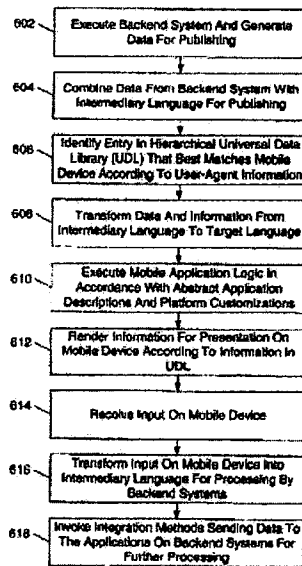 602
Execute Backend System And Generate
Data For Publishing
604
Combine Data From Backend System With
Intermediary Language For Publishing
606
Identify Entry In Hierarchical Universal Data
Library (UDL) That Best Matches Mobile
Device According To User-Agent Information
608
Transform Data And Information From
Intermediary Language To Target Language
610
Execute Mobile Application Logic In
Accordance With Abstract Application
Descriptions And Platform Customizations
612
Render Information For Presentation On
Mobile Device According To Information In
UDL
614
Receive Input On Mobile Device
616
Transform Input On Mobile Device Into
Intermediary Language For Processing By
Backend Systems
618
Invoke Integration Methods Sending Data To
The Applications On Backend Systems For
Further Processing